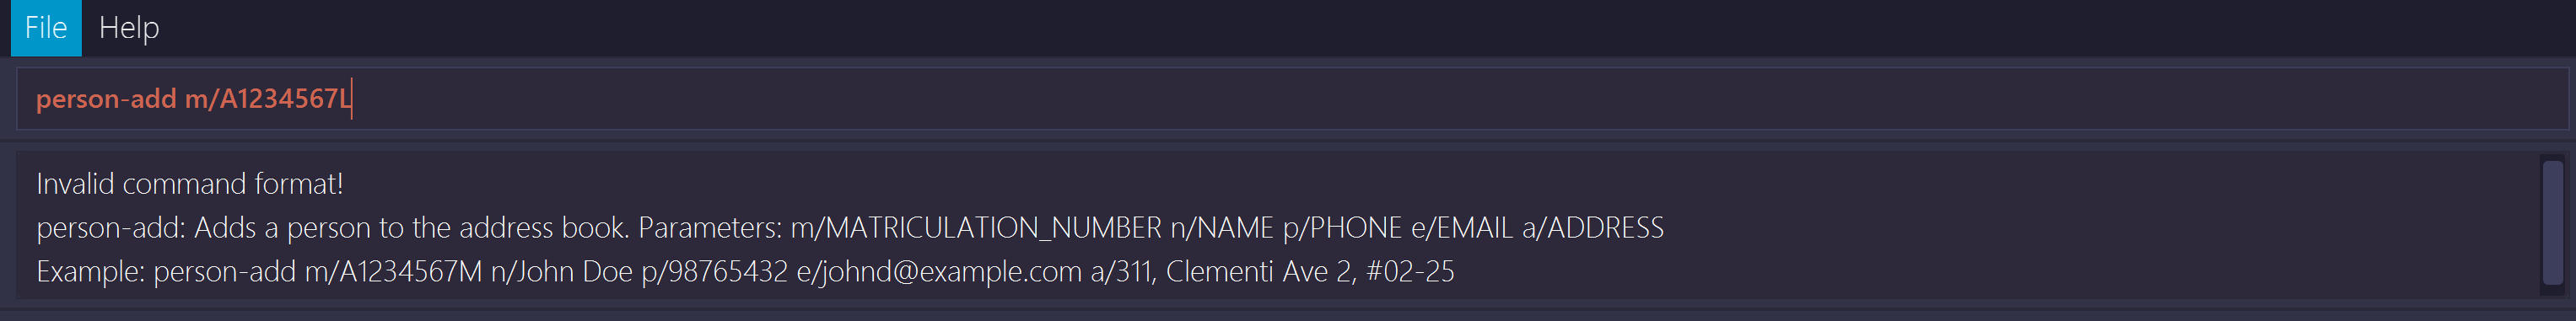 File Help
person-add m/A1234567L
Invalid command format!
person-add: Adds a person to the address book. Parameters: m/MATRICULATION_NUMBER n/NAME p/PHONE e/EMAIL a/ADDRESS
Example: person-add m/A1234567M n/John Doe p/98765432 e/johnd@example.com a/311, Clementi Ave 2, #02-25